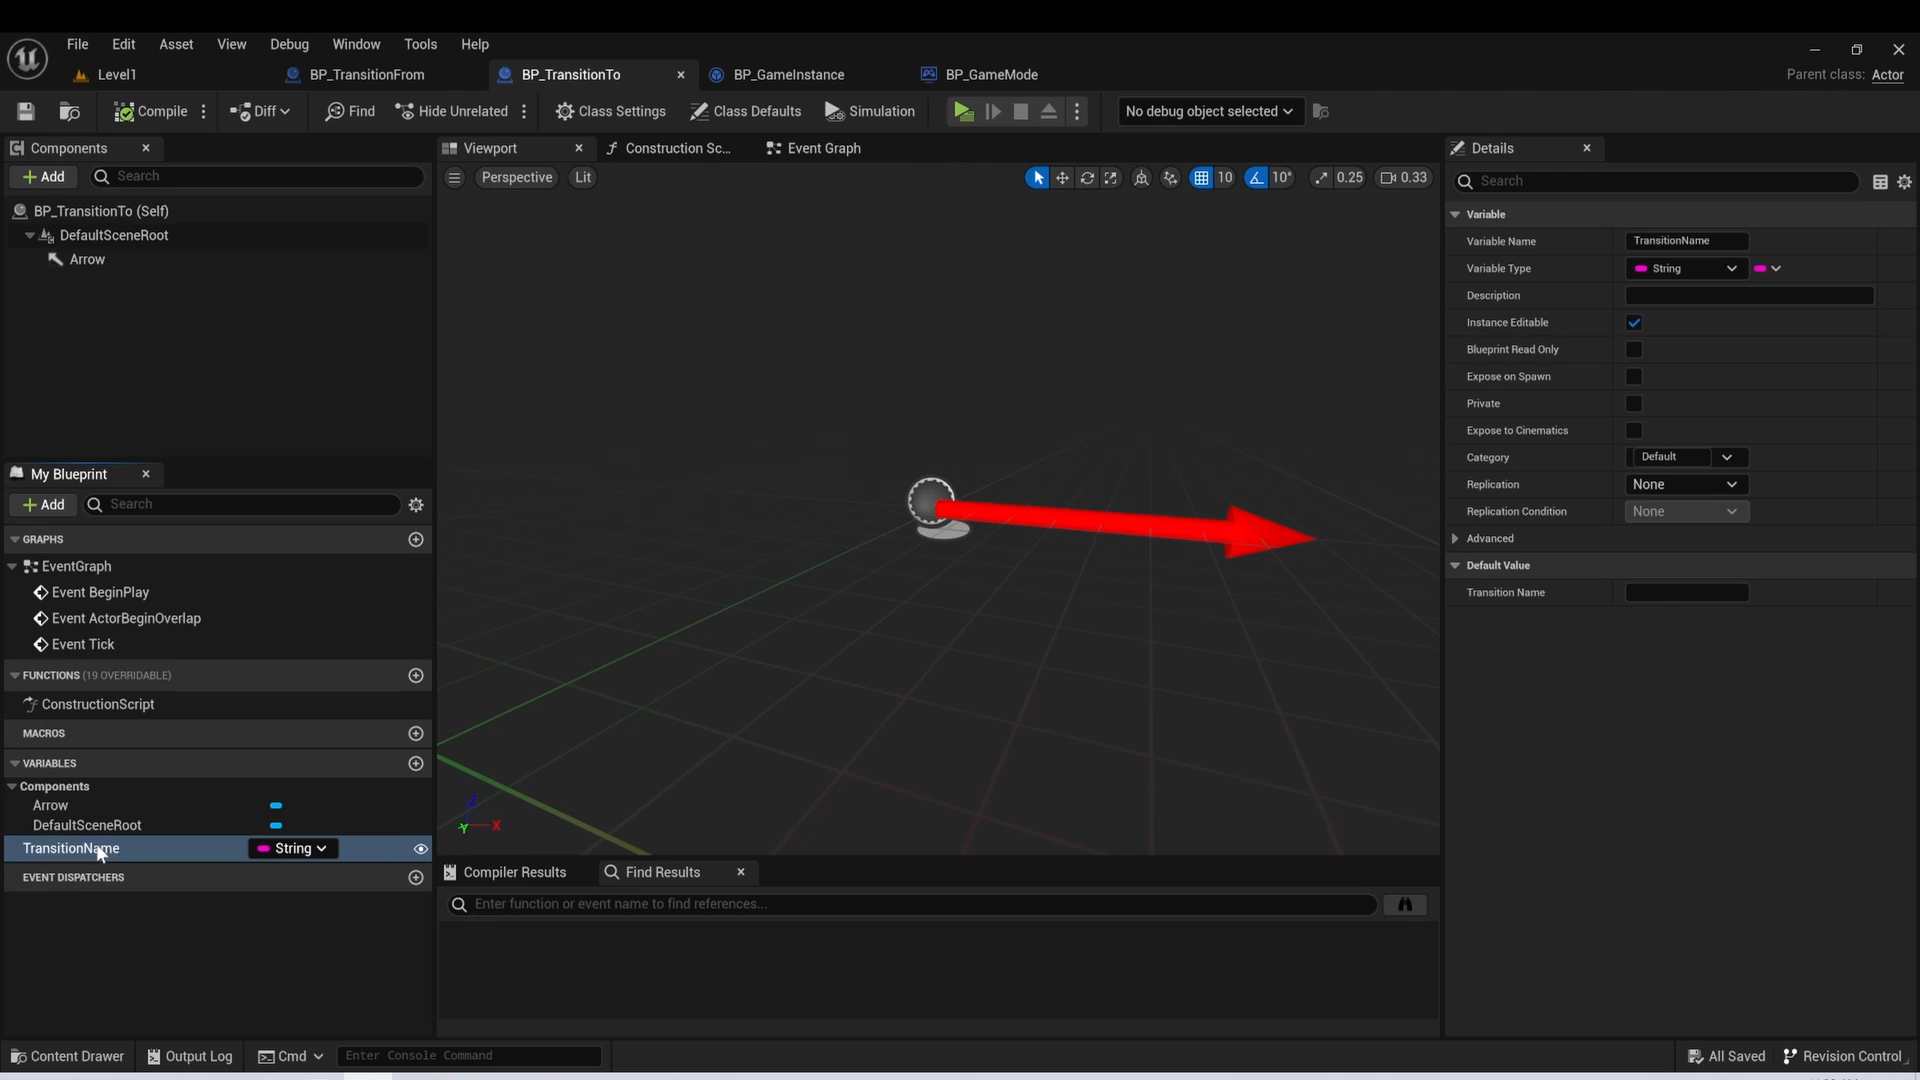 File Edit Asset View Debug Window Tools Help
Level1 BP_TransitionFrom BP_TransitionTo BP_GameInstance BP_GameMode Parent class: Actor
Compile Diff Find Hide Unrelated Class Settings Class Defaults Simulation No debug object selected
Components
Add Search
BP_TransitionTo (Self)
DefaultSceneRoot
Arrow
My Blueprint
Add Search
GRAPHS
EventGraph
Event BeginPlay
Event ActorBeginOverlap
Event Tick
FUNCTIONS (19 OVERRIDABLE)
ConstructionScript
MACROS
VARIABLES
Components
Arrow
DefaultSceneRoot
TransitionName String
EVENT DISPATCHERS
Viewport Construction Sc... Event Graph
Perspective Lit 10 10° 0.25 0.33
Z
Y X
Compiler Results Find Results
Enter function or event name to find references...
Details
Search
Variable
Variable Name TransitionName
Variable Type String
Description
Instance Editable
Blueprint Read Only
Expose on Spawn
Private
Expose to Cinematics
Category Default
Replication None
Replication Condition None
Advanced
Default Value
Transition Name
Content Drawer Output Log Cmd Enter Console Command All Saved Revision Control